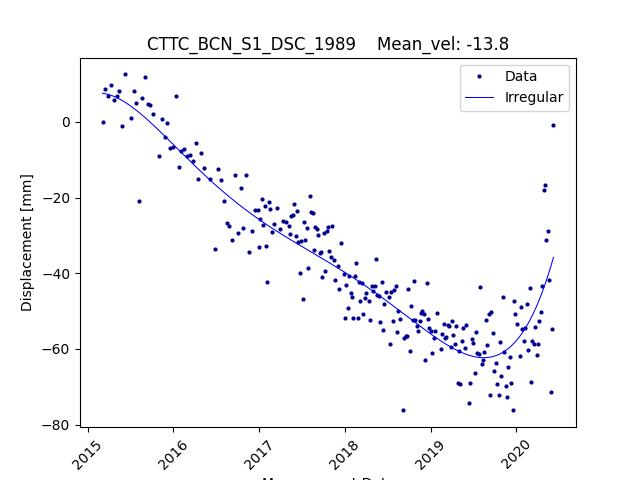 CTTC_BCN_S1_DSC_1989    Mean_vel: -13.8
Data
Irregular
Displacement [mm]
0
−20
−40
−60
−80
2015
2016
2017
2018
2019
2020